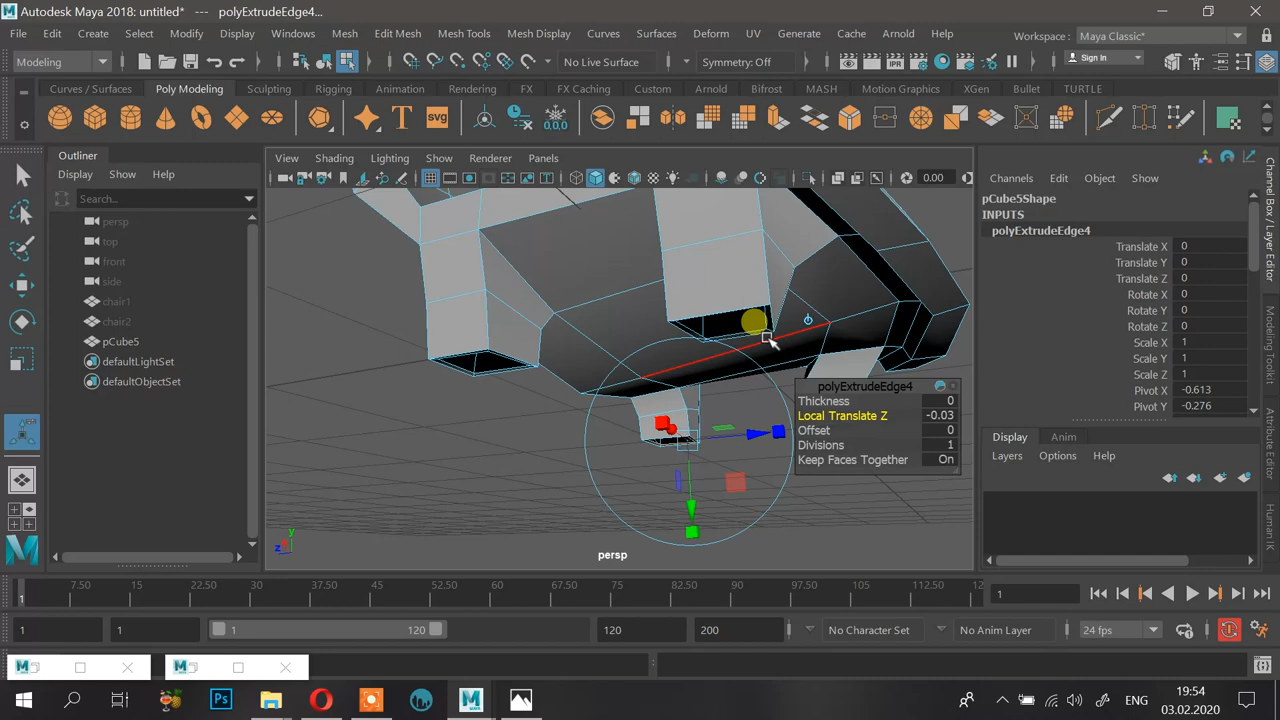 Autodesk Maya 2018: untitled*   ---   polyExtrudeEdge4...
File Edit Create Select Modify Display Windows Mesh Edit Mesh Mesh Tools Mesh Display Curves Surfaces Deform UV Generate Cache Arnold Workspace : Maya Classic*
Modeling No Live Surface Symmetry: Off Sign In
Curves / Surfaces Poly Modeling Sculpting Rigging Animation Rendering FX FX Caching Custom Arnold Bifrost MASH Motion Graphics XGen Bullet TURTLE
SVG 0,0,0
Outliner
Display Show Help
Search...
persp
top
front
side
chair1
chair2
pCube5
defaultLightSet
defaultObjectSet
View Shading Lighting Show Renderer Panels
0.00
polyExtrudeEdge4
Thickness 0
Local Translate Z -0.03
Offset 0
Divisions 1
Keep Faces Together On
y
z
persp
Channels Edit Object Show
pCube5Shape
INPUTS
polyExtrudeEdge4
Translate X 0
Translate Y 0
Translate Z 0
Rotate X 0
Rotate Y 0
Rotate Z 0
Scale X 1
Scale Y 1
Scale Z 1
Pivot X -0.613
Pivot Y -0.276
Display Anim
Layers Options Help
Channel Box / Layer Editor
Modeling Toolkit
Attribute Editor
Human IK
1 7.50 15 22.50 30 37.50 45 52.50 60 67.50 75 82.50 90 97.50 105 112.50 12
1
1 1 1 120 120 200 No Character Set No Anim Layer 24 fps
Ps ENG 19:54
03.02.2020